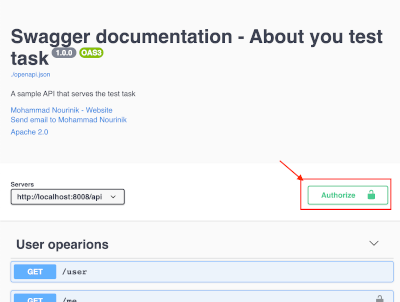 Swagger documentation - About you test
task 1.0.0 OAS3
./openapi.json
A sample API that serves the test task
Mohammad Nourinik - Website
Send email to Mohammad Nourinik
Apache 2.0
Servers
http://localhost:8008/api
Authorize
User opearions
GET /user
GET /me